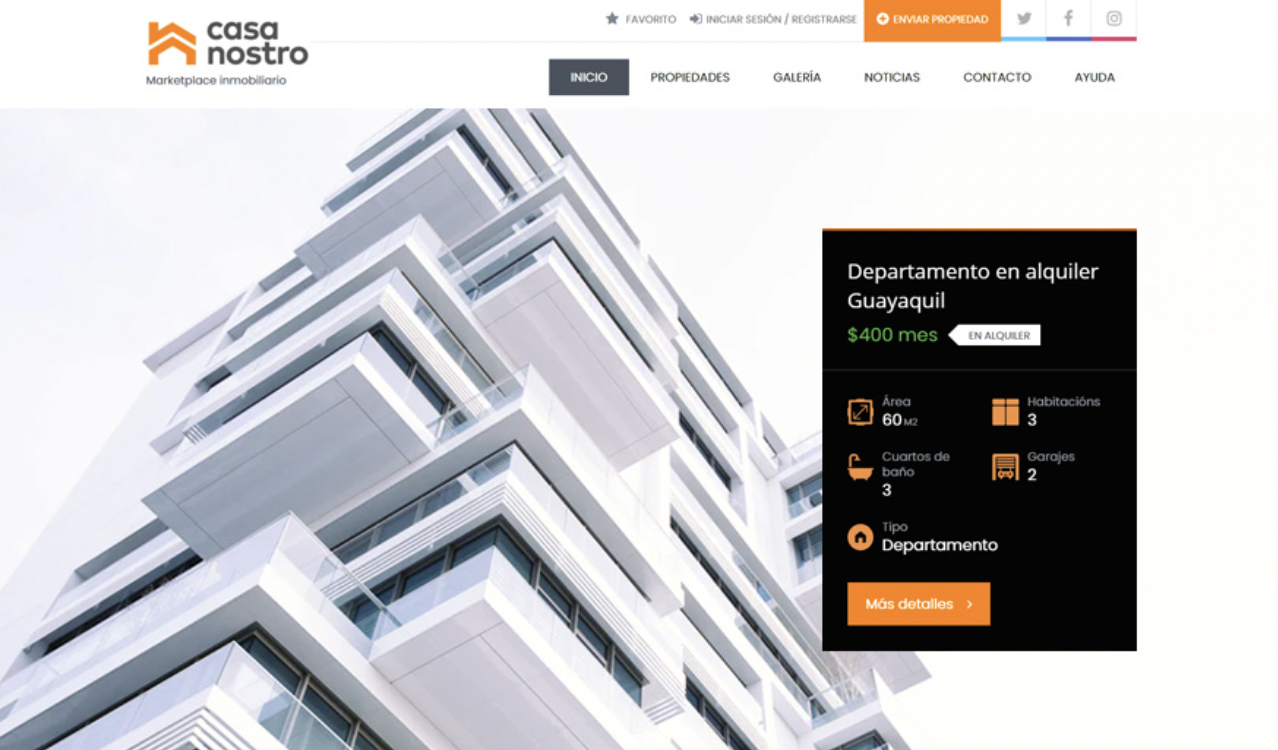 casa
nostro
Marketplace inmobiliario
FAVORITO
INICIAR SESIÓN / REGISTRARSE
ENVIAR PROPIEDAD
INICIO
PROPIEDADES
GALERÍA
NOTICIAS
CONTACTO
AYUDA
Departamento en alquiler
Guayaquil
$400 mes
EN ALQUILER
Área
60 M2
Habitacións
3
Cuartos de
baño
3
Garajes
2
Tipo
Departamento
Más detalles